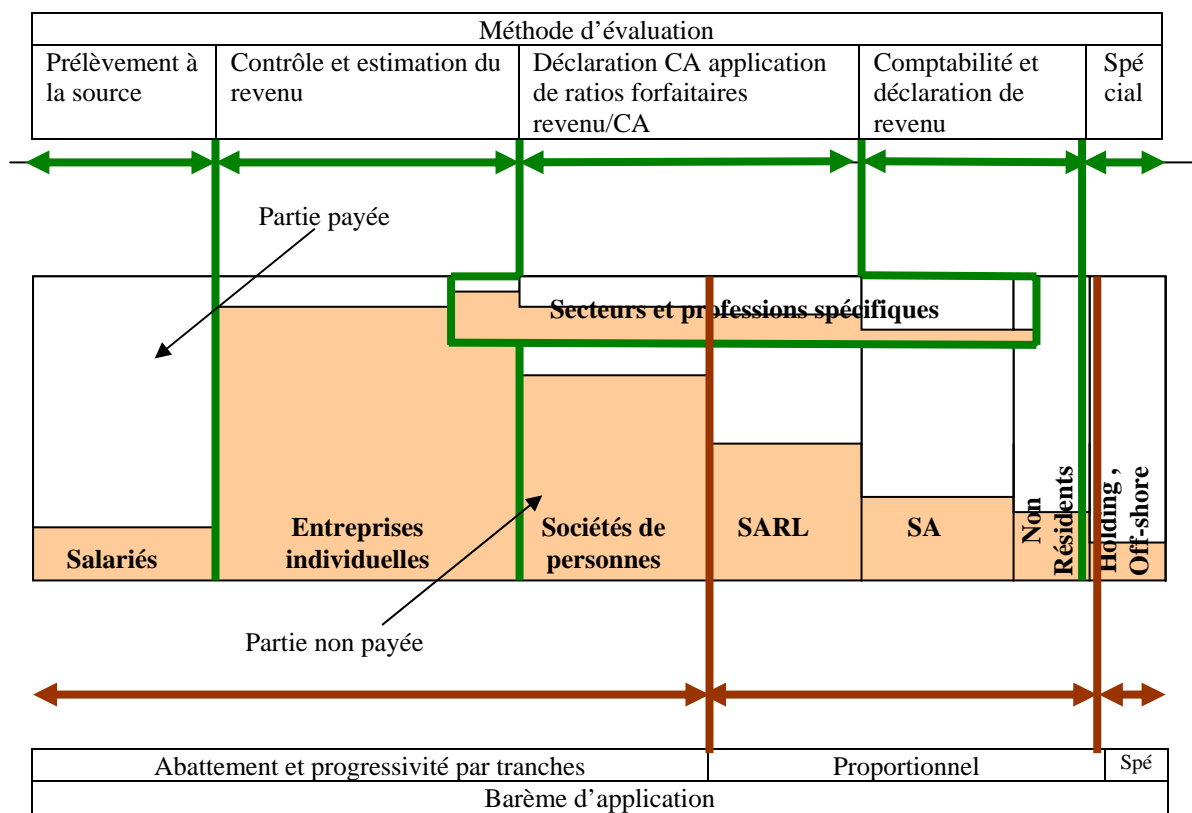 Méthode d'évaluation
Prélèvement à
la source
Contrôle et estimation du
revenu
Déclaration CA application
de ratios forfaitaires
revenu/CA
Comptabilité et
déclaration de
revenu
Spé
cial
Partie payée
Secteurs et professions spécifiques
Salariés
Entreprises
individuelles
Sociétés de
personnes
SARL
SA
Non
Résidents
Holding ,
Off-shore
Partie non payée
Abattement et progressivité par tranches
Proportionnel
Spé
Barème d'application